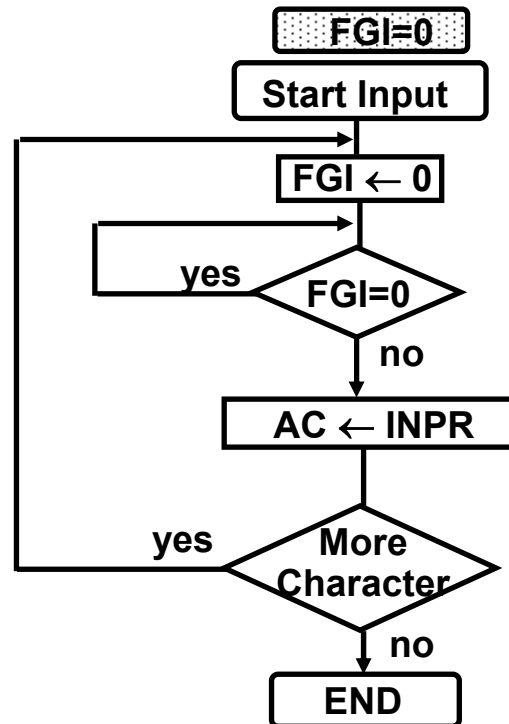 FGI=0
Start Input
FGI ← 0
yes
FGI=0
no
AC ← INPR
yes
More
Character
no
END